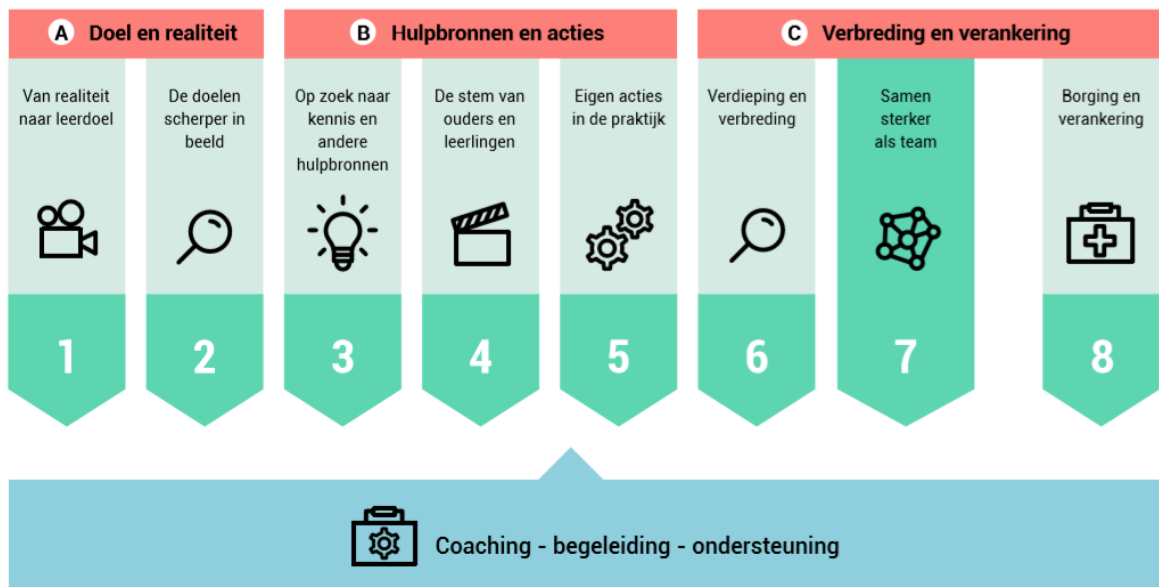 A Doel en realiteit
B Hulpbronnen en acties
C Verbreding en verankering
Van realiteit
naar leerdoel
De doelen
scherper in
beeld
Op zoek naar
kennis en
andere
hulpbronnen
De stem van
ouders en
leerlingen
Eigen acties
in de praktijk
Verdieping en
verbreding
Samen
sterker
als team
Borging en
verankering
1
2
3
4
5
6
7
8
Coaching - begeleiding - ondersteuning